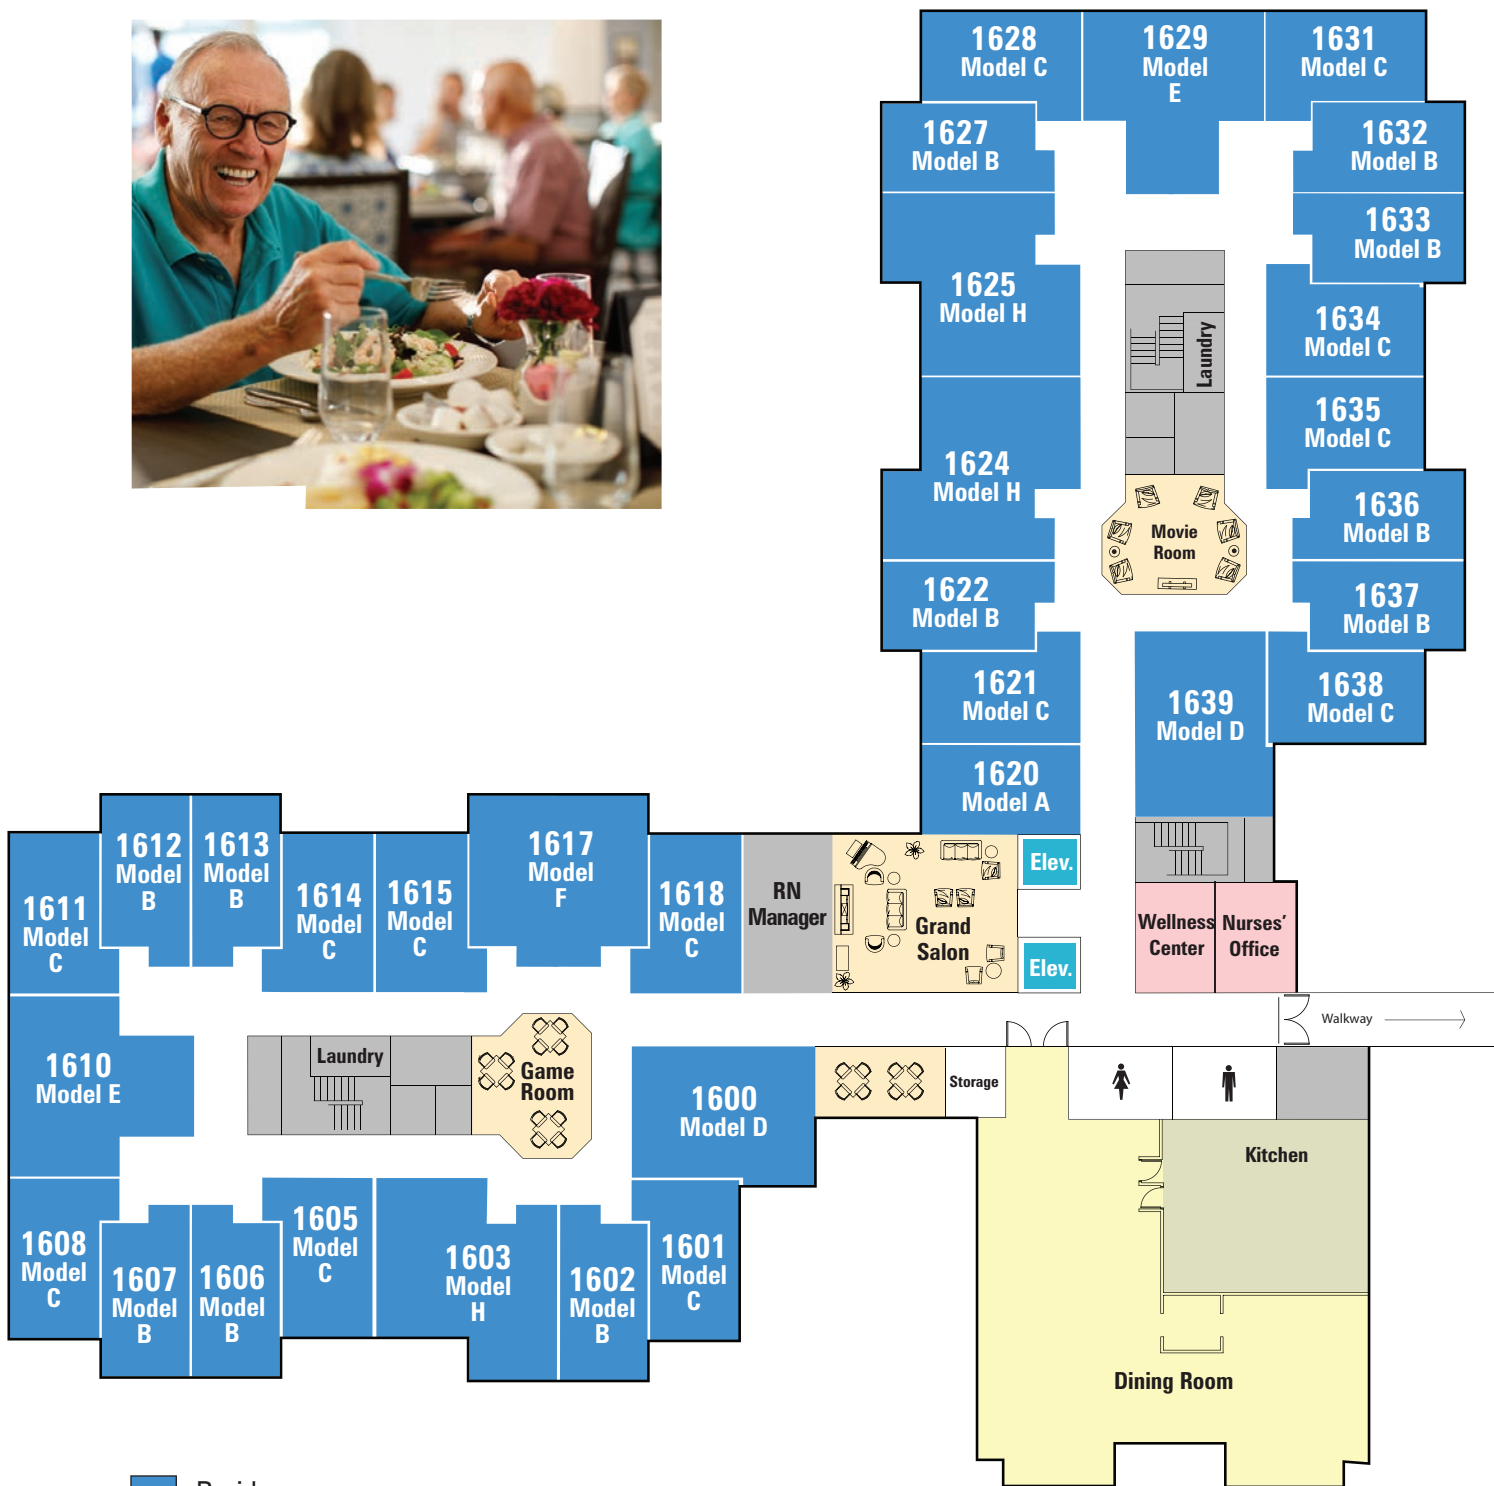 1628
Model C
1629
Model
E
1631
Model C
1627
Model B
1632
Model B
1633
Model B
1625
Model H
1634
Model C
Laundry
1635
Model C
1624
Model H
1636
Model B
Movie
Room
1622
Model B
1637
Model B
1621
Model C
1639
Model D
1638
Model C
1620
Model A
1612
Model
B
1613
Model
B
1617
Model
F
1611
Model
C
1614
Model
C
1615
Model
C
1618
Model
C
RN
Manager
Grand
Salon
Elev.
Elev.
Wellness
Center
Nurses'
Office
Walkway
1610
Model E
Laundry
Game
Room
1600
Model D
Storage
Kitchen
1608
Model
C
1607
Model
B
1606
Model
B
1605
Model
C
1603
Model
H
1602
Model
B
1601
Model
C
Dining Room